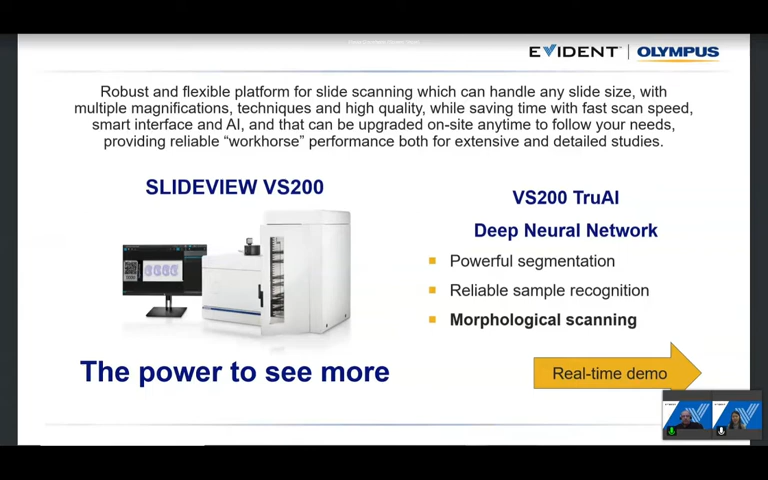 EVIDENT | OLYMPUS
Robust and flexible platform for slide scanning which can handle any slide size, with
multiple magnifications, techniques and high quality, while saving time with fast scan speed,
smart interface and AI, and that can be upgraded on-site anytime to follow your needs,
providing reliable “workhorse” performance both for extensive and detailed studies.
SLIDEVIEW VS200
The power to see more
VS200 TruAI
Deep Neural Network
Powerful segmentation
Reliable sample recognition
Morphological scanning
Real-time demo